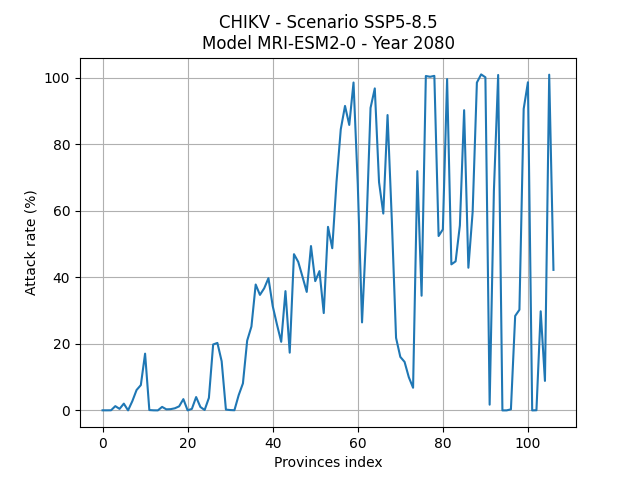 CHIKV - Scenario SSP5-8.5
Model MRI-ESM2-0 - Year 2080
Attack rate (%)
100
80
60
40
20
0
0 20 40 60 80 100
Provinces index